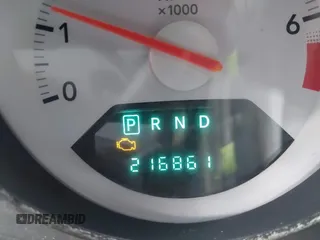 ×1000
1
6
0
P R N D
216861
DREAMBID